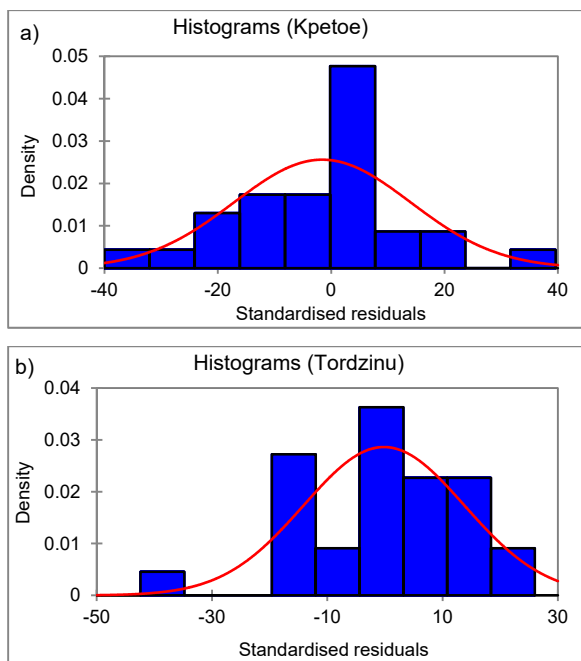 a)
Histograms (Kpetoe)
0.05
0.04
0.03
0.02
0.01
0
Density
-40 -20 0 20 40
Standardised residuals
b)
Histograms (Tordzinu)
0.04
0.03
0.02
0.01
0
Density
-50 -30 -10 10 30
Standardised residuals